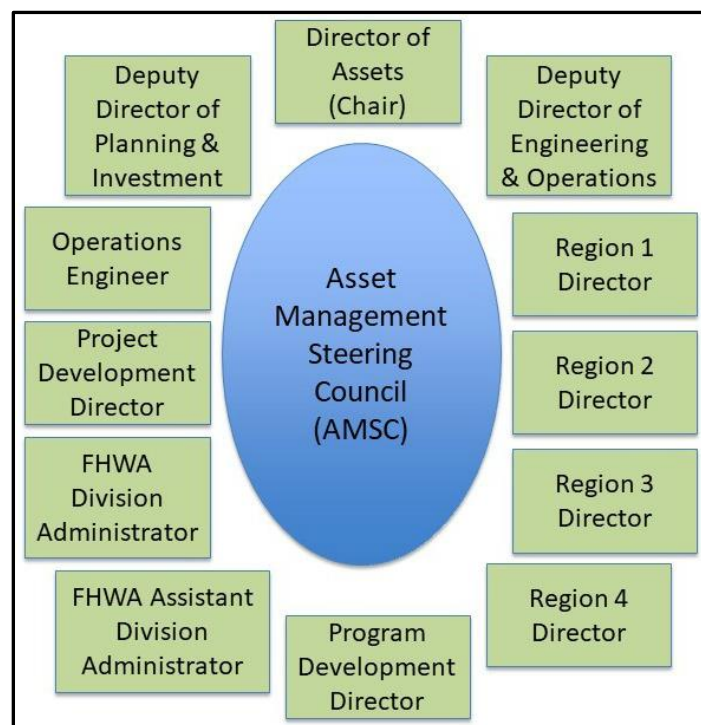 Director of
Assets
(Chair)
Deputy
Director of
Planning &
Investment
Deputy
Director of
Engineering
& Operations
Operations
Engineer
Region 1
Director
Asset
Management
Steering
Council
(AMSC)
Project
Development
Director
Region 2
Director
FHWA
Division
Administrator
Region 3
Director
FHWA Assistant
Division
Administrator
Region 4
Director
Program
Development
Director